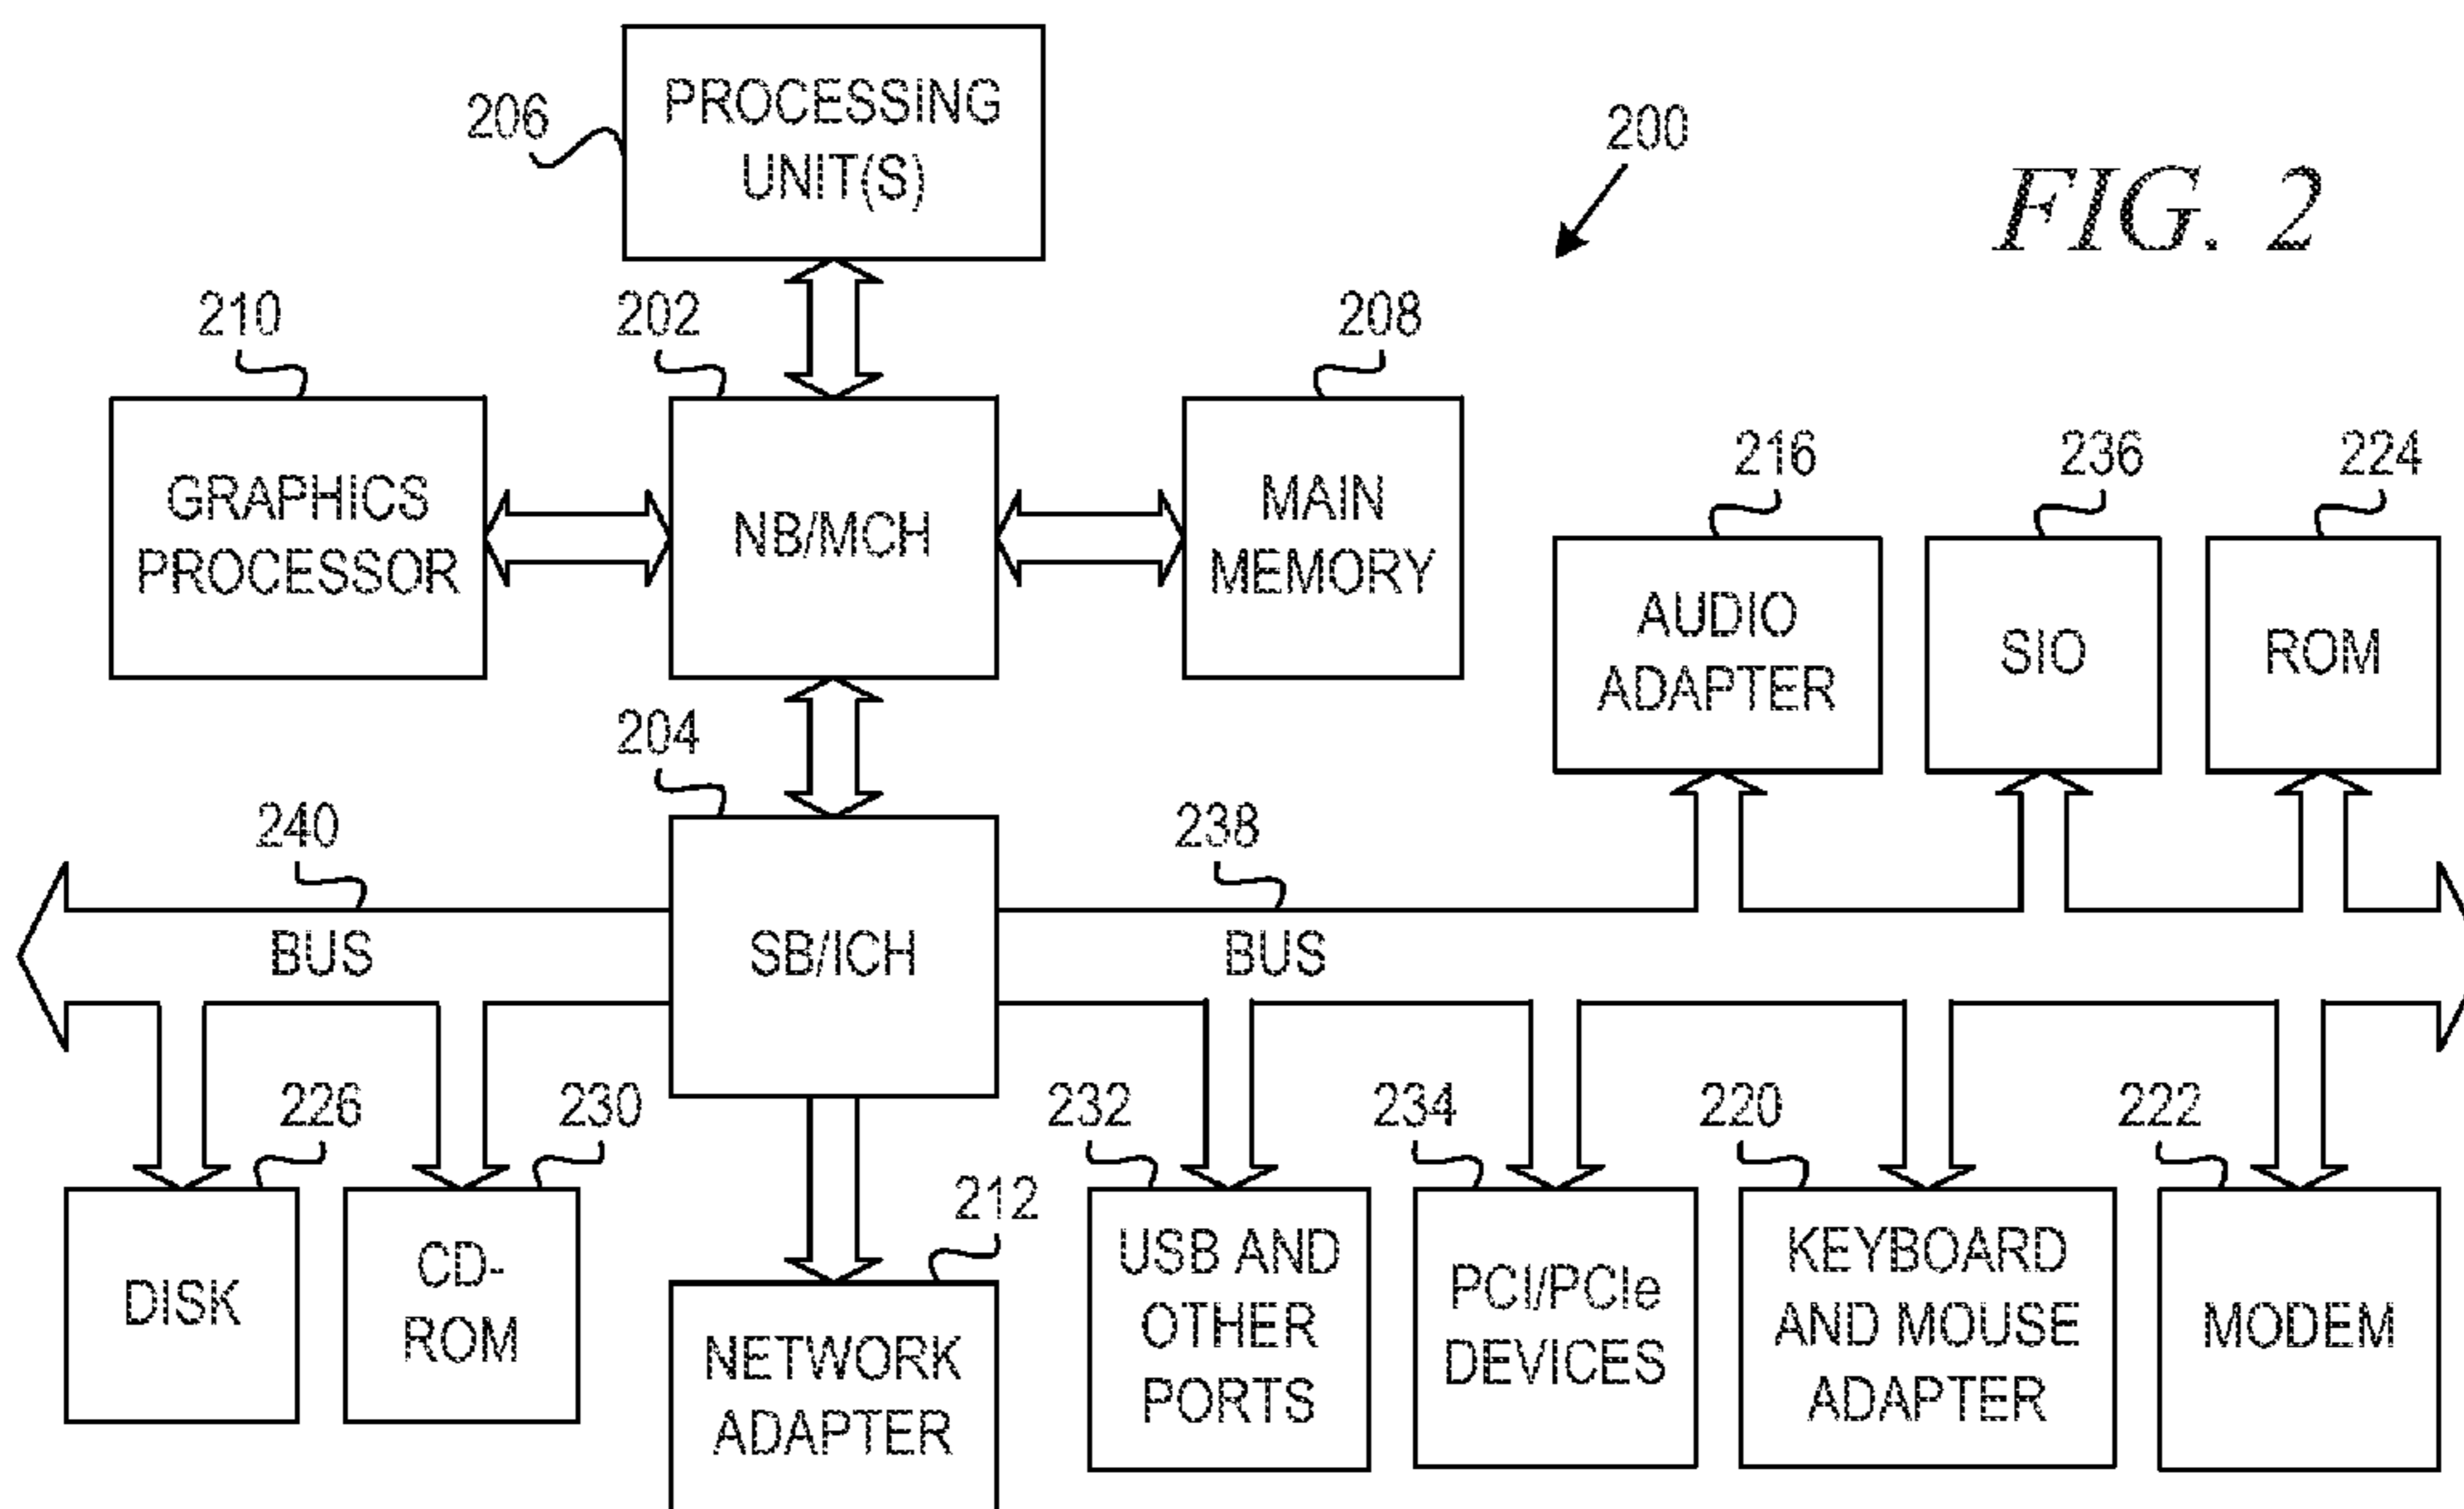 206
PROCESSING
UNIT(S)
200
FIG. 2
210
202
208
GRAPHICS
PROCESSOR
NB/MCH
MAIN
MEMORY
216
236
224
AUDIO
ADAPTER
SIO
ROM
204
240
238
BUS
SB/ICH
BUS
226
230
232
234
220
222
212
DISK
CD-
ROM
NETWORK
ADAPTER
USB AND
OTHER
PORTS
PCI/PCIe
DEVICES
KEYBOARD
AND MOUSE
ADAPTER
MODEM